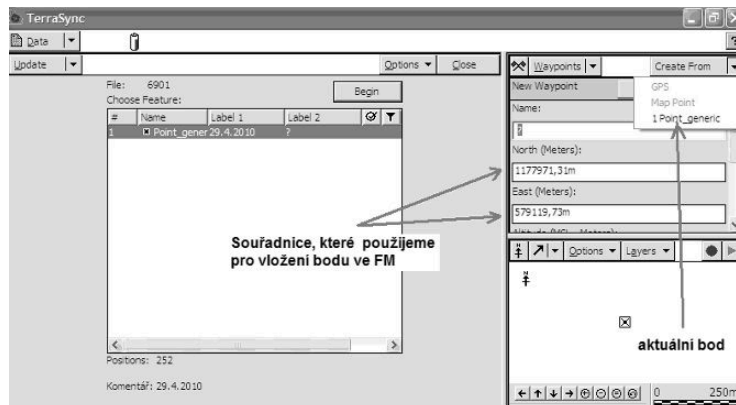 TerraSync
Data
Update
Options
Close
File: 6901
Choose Feature:
Begin
# Name Label 1 Label 2
1 Point_gener 29.4.2010 ?
Souřadnice, které použijeme
pro vložení bodu ve FM
Positions: 252
Komentář: 29.4.2010
Waypoints
Create From
New Waypoint
GPS
Map Point
1 Point_generic
Name:
?
North (Meters):
1177971,31m
East (Meters):
579119,73m
Options
Layers
aktuální bod
0 250m